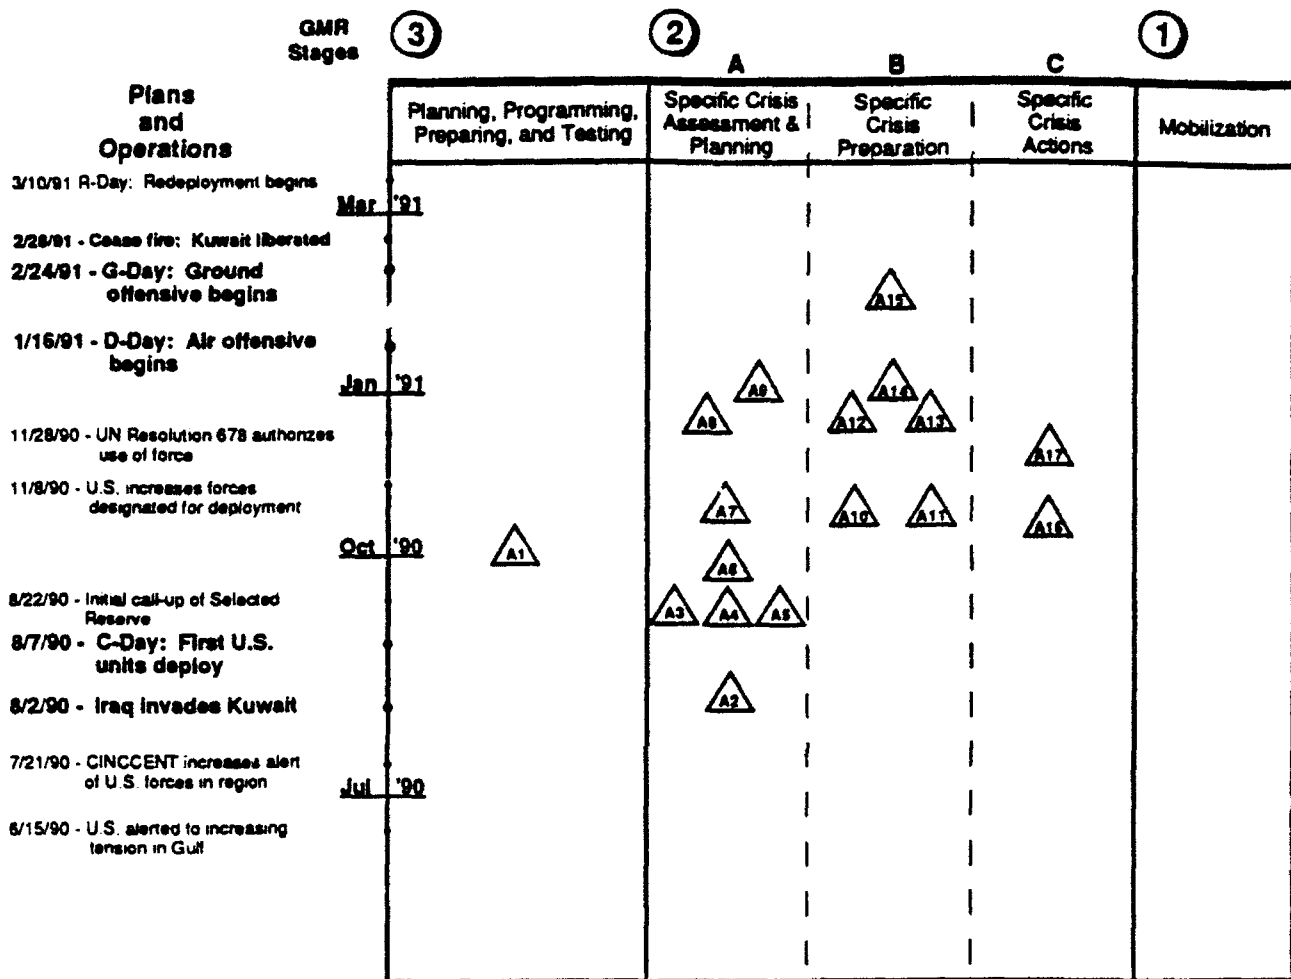 GMR
Stages
3
2
1
A
B
C
Plans
and
Operations
Planning, Programming,
Preparing, and Testing
Specific Crisis
Assessment &
Planning
Specific
Crisis
Preparation
Specific
Crisis
Actions
Mobilization
3/10/91 R-Day: Redeployment begins
Mar '91
2/28/91 - Cease fire: Kuwait liberated
2/24/91 - G-Day: Ground
offensive begins
A15
1/16/91 - D-Day: Air offensive
begins
Jan '91
A9
A14
A8
A12
A13
11/28/90 - UN Resolution 678 authorizes
use of force
A17
11/8/90 - U.S. increases forces
designated for deployment
A7
A10
A11
A16
Oct '90
A1
A6
8/22/90 - Initial call-up of Selected
Reserve
A3
A4
A5
8/7/90 - C-Day: First U.S.
units deploy
8/2/90 - Iraq invades Kuwait
A2
7/21/90 - CINCCENT increases alert
of U.S. forces in region
Jul '90
6/15/90 - U.S. alerted to increasing
tension in Gulf